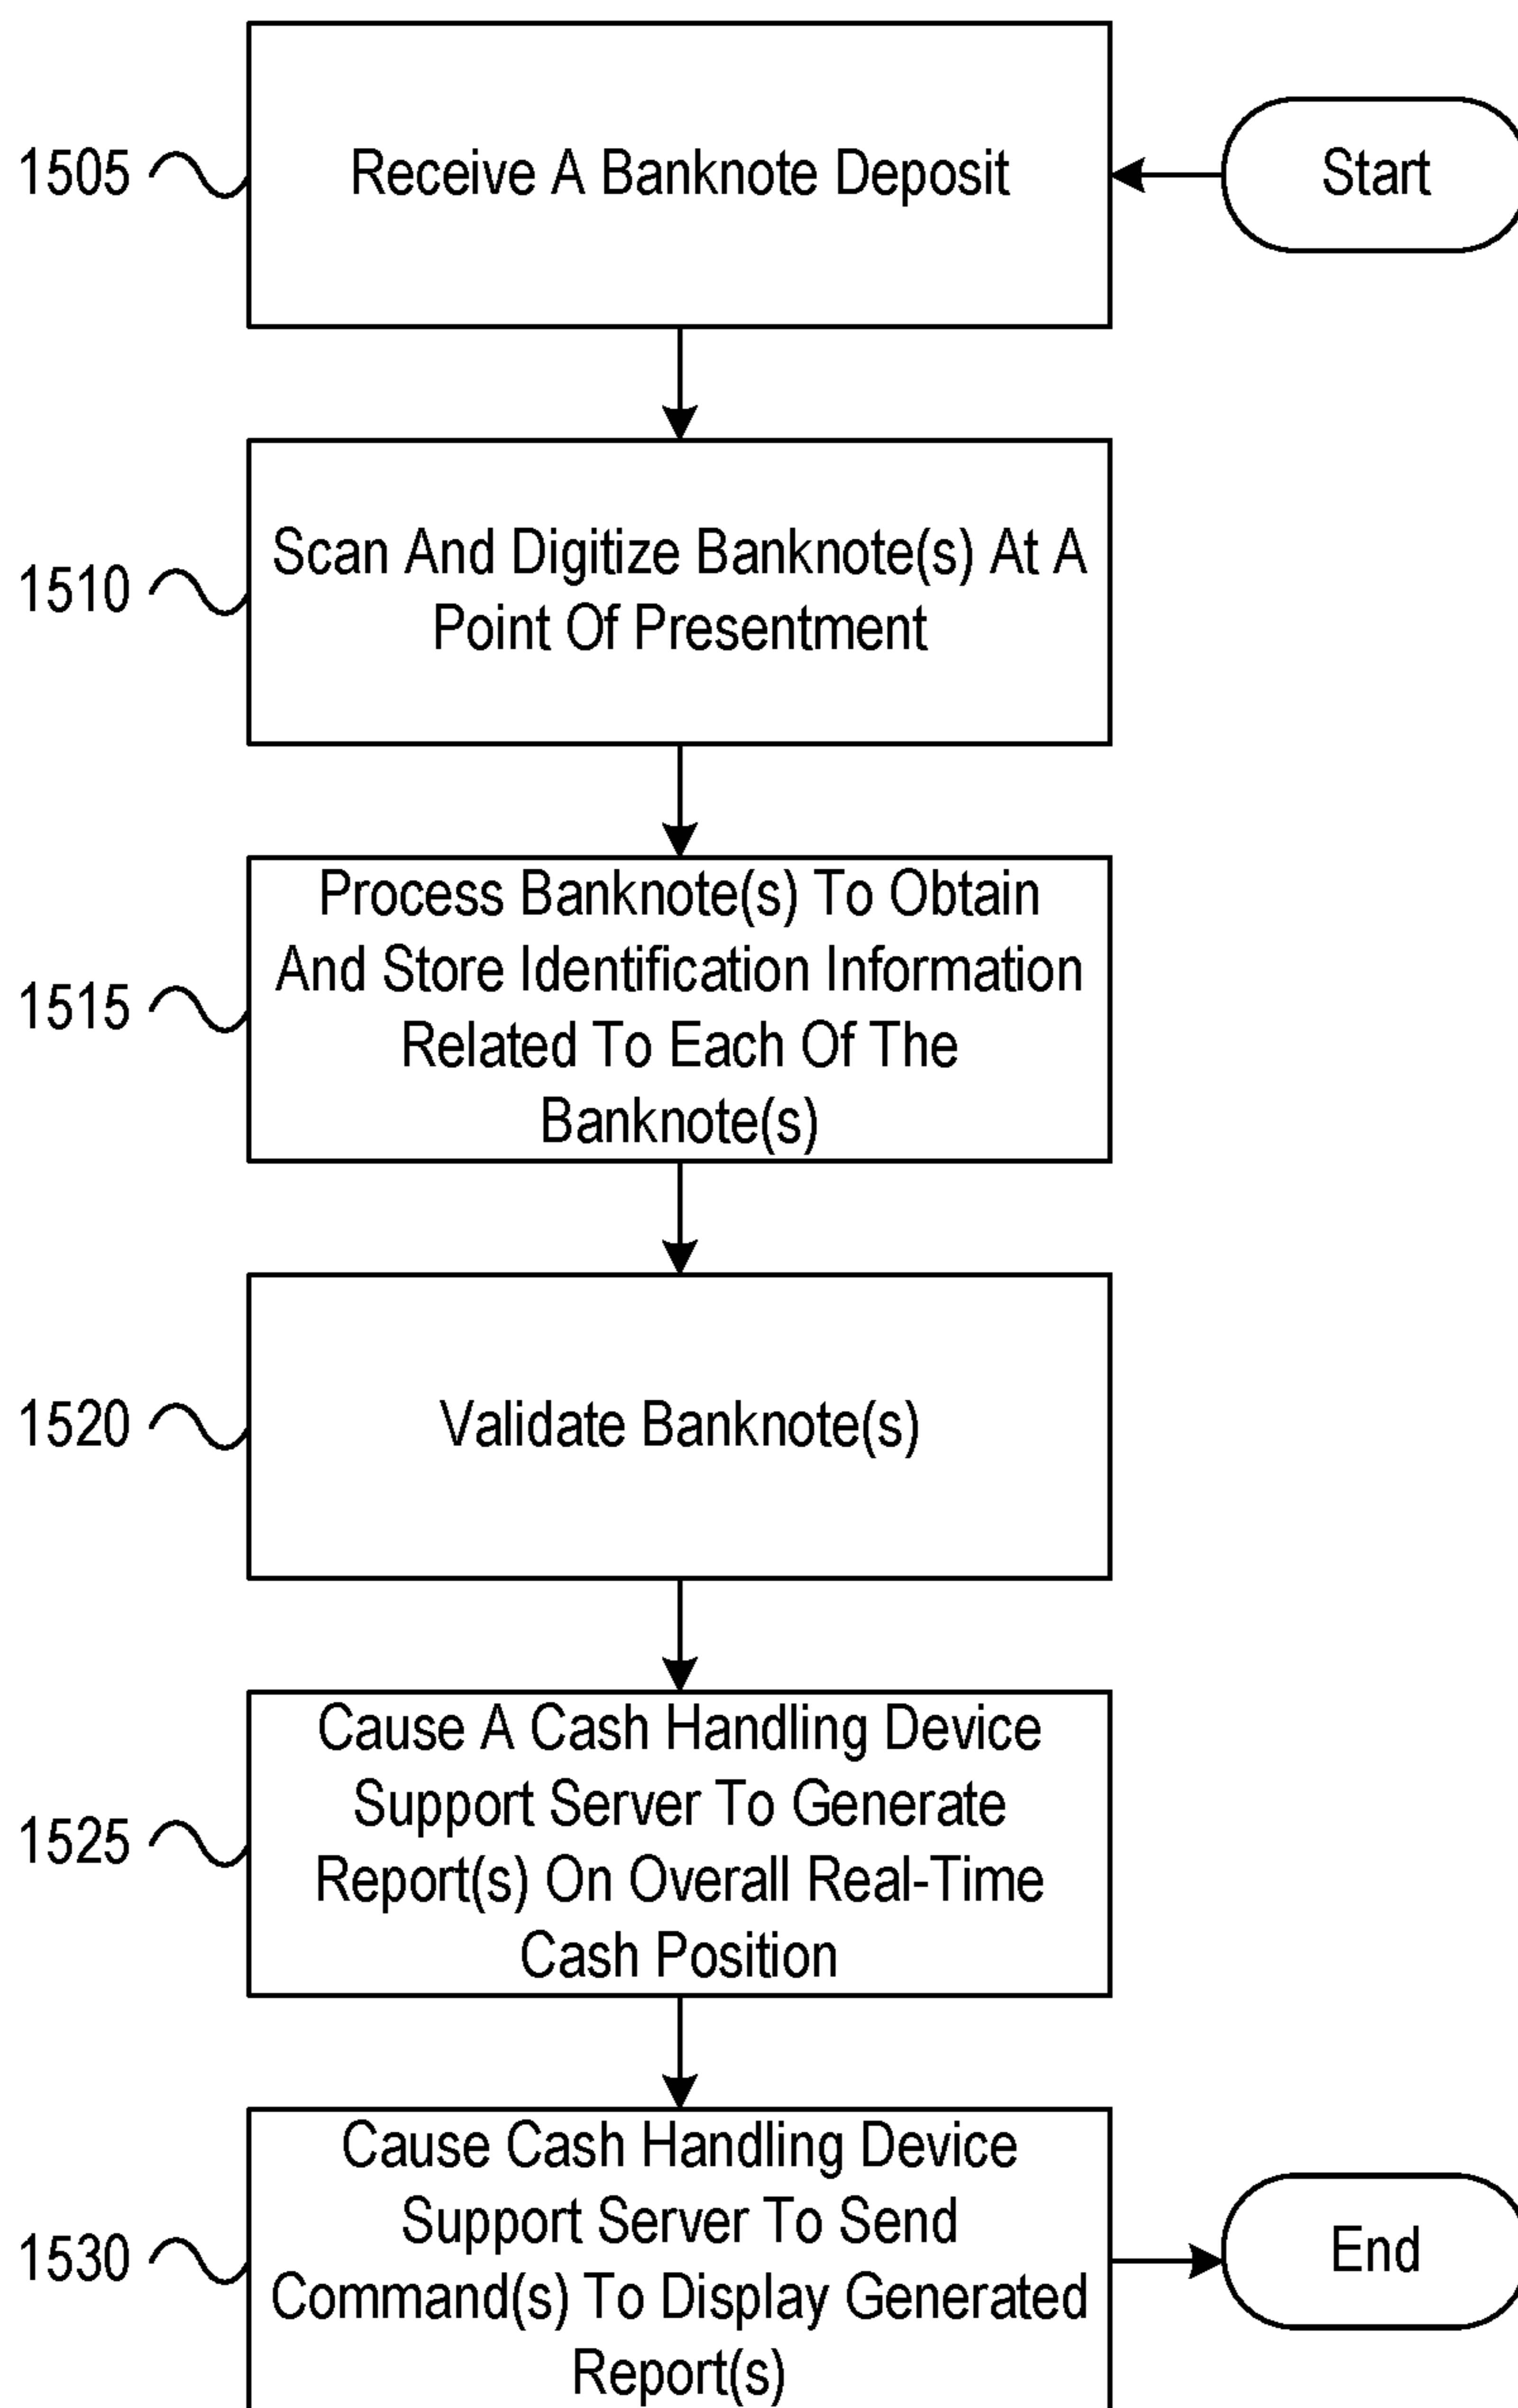 Start
1505
Receive A Banknote Deposit
1510
Scan And Digitize Banknote(s) At A
Point Of Presentment
1515
Process Banknote(s) To Obtain
And Store Identification Information
Related To Each Of The
Banknote(s)
1520
Validate Banknote(s)
1525
Cause A Cash Handling Device
Support Server To Generate
Report(s) On Overall Real-Time
Cash Position
1530
Cause Cash Handling Device
Support Server To Send
Command(s) To Display Generated
Report(s)
End